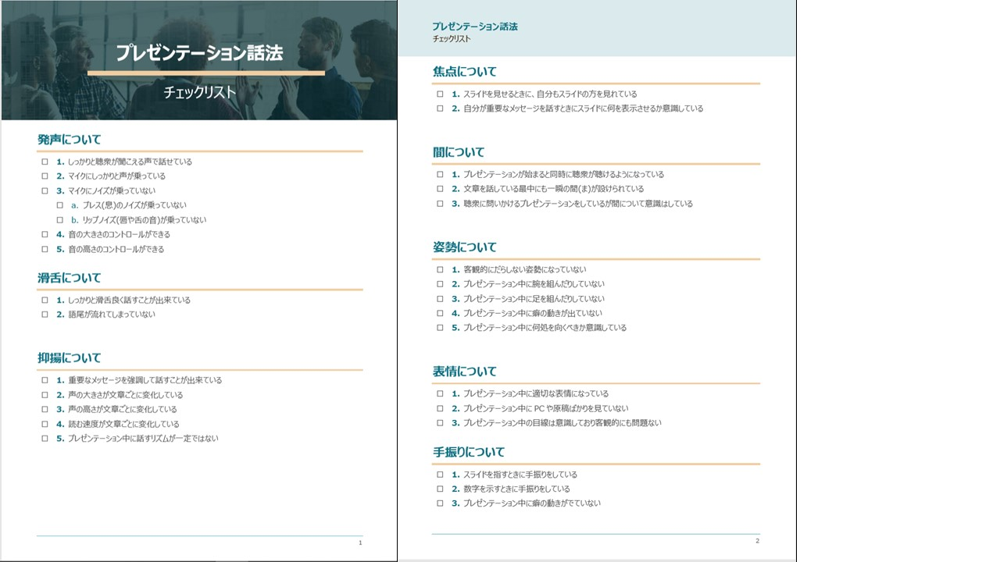 プレゼンテーション話法
チェックリスト
発声について
☐ 1. しっかりと聴衆が聞こえる声で話せている
☐ 2. マイクにしっかりと声が乗っている
☐ 3. マイクにノイズが乗っていない
☐ a. ブレス(息)のノイズが乗っていない
☐ b. リップノイズ(唇や舌の音)が乗っていない
☐ 4. 音の大きさのコントロールができる
☐ 5. 音の高さのコントロールができる
滑舌について
☐ 1. しっかりと滑舌良く話すことが出来ている
☐ 2. 語尾が流れてしまっていない
抑揚について
☐ 1. 重要なメッセージを強調して話すことが出来ている
☐ 2. 声の大きさが文章ごとに変化している
☐ 3. 声の高さが文章ごとに変化している
☐ 4. 読む速度が文章ごとに変化している
☐ 5. プレゼンテーション中に話すリズムが一定ではない
1
プレゼンテーション話法
チェックリスト
焦点について
☐ 1. スライドを見せるときに、自分もスライドの方を見れている
☐ 2. 自分が重要なメッセージを話すときにスライドに何を表示させるか意識している
間について
☐ 1. プレゼンテーションが始まると同時に聴衆が聴けるようになっている
☐ 2. 文章を話している最中にも一瞬の間(ま)が設けられている
☐ 3. 聴衆に問いかけるプレゼンテーションをしているが間について意識はしている
姿勢について
☐ 1. 客観的にだらしない姿勢になっていない
☐ 2. プレゼンテーション中に腕を組んだりしていない
☐ 3. プレゼンテーション中に足を組んだりしていない
☐ 4. プレゼンテーション中に癖の動きが出ていない
☐ 5. プレゼンテーション中に何処を向くべきか意識している
表情について
☐ 1. プレゼンテーション中に適切な表情になっている
☐ 2. プレゼンテーション中に PC や原稿ばかりを見ていない
☐ 3. プレゼンテーション中の目線は意識しており客観的にも問題ない
手振りについて
☐ 1. スライドを指すときに手振りをしている
☐ 2. 数字を示すときに手振りをしている
☐ 3. プレゼンテーション中に癖の動きがでていない
2